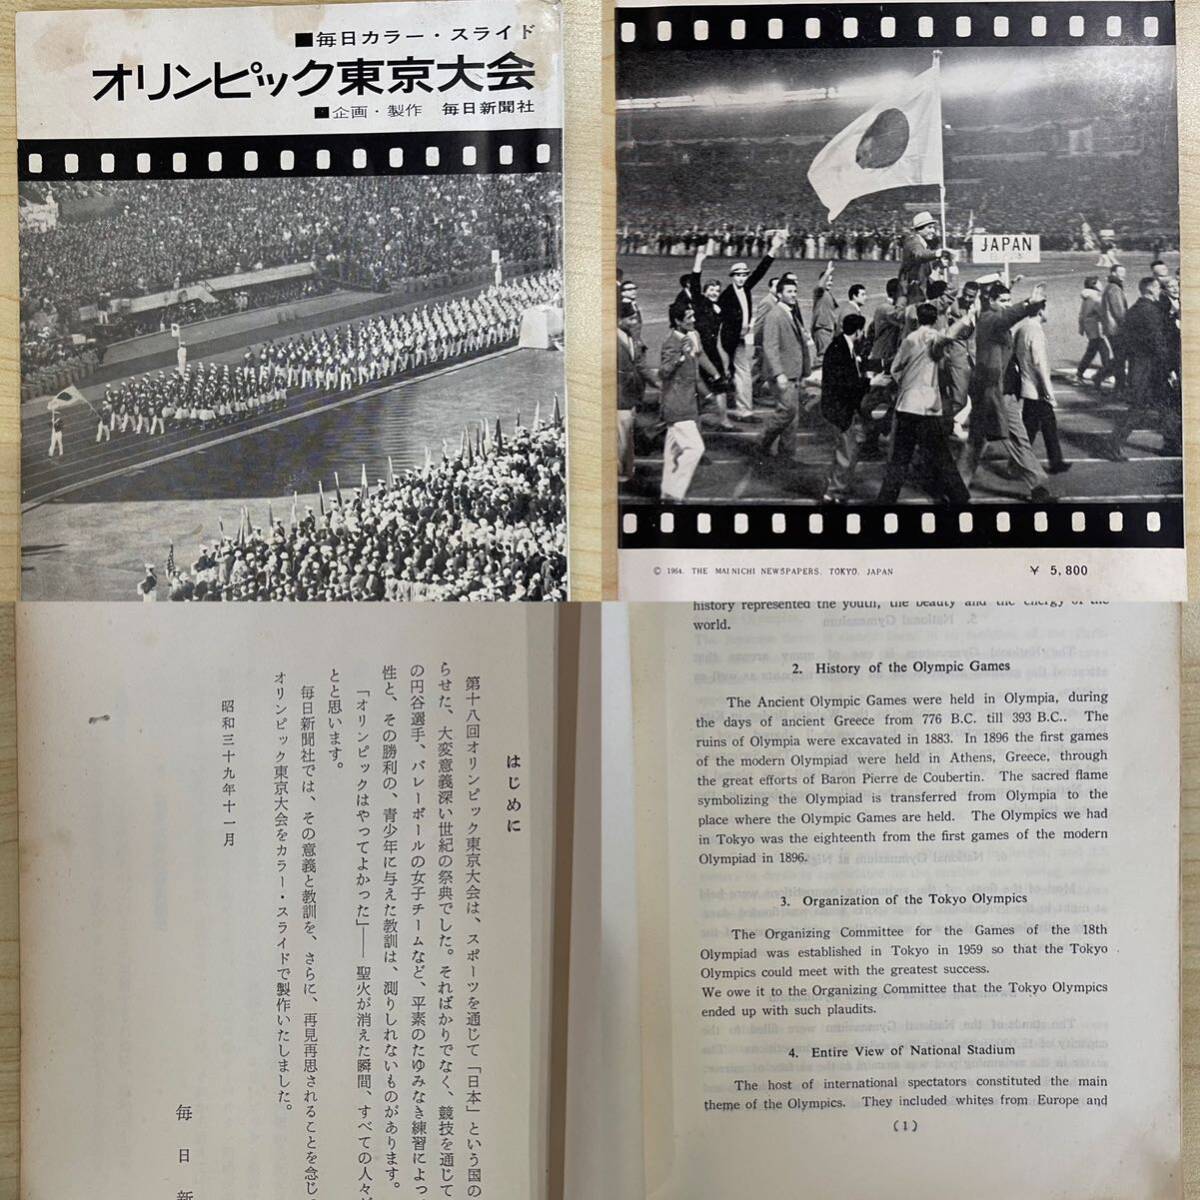 ■毎日カラー・スライド
オリンピック東京大会
■企画・製作 毎日新聞社
JAPAN
© 1964. THE MAINICHI NEWSPAPERS. TOKYO. JAPAN
¥ 5,800
はじめに
第十八回オリンピック東京大会は、スポーツを通じて「日本」という国の
らせた、大変意義深い世紀の祭典でした。そればかりでなく、競技を通じて
の円谷選手、バレーボールの女子チームなど、平素のたゆみなき練習によっ
性と、その勝利の、青少年に与えた教訓は、測りしれないものがあります。
「オリンピックはやってよかった」── 聖火が消えた瞬間、すべての人々が
とと思います。
毎日新聞社では、その意義と教訓を、さらに、再見再思されることを念じ
オリンピック東京大会をカラー・スライドで製作いたしました。
昭和三十九年十一月
毎日新
history represented the youth, the beauty and the energy of the
world.
2. History of the Olympic Games
The Ancient Olympic Games were held in Olympia, during
the days of ancient Greece from 776 B.C. till 393 B.C.. The
ruins of Olympia were excavated in 1883. In 1896 the first games
of the modern Olympiad were held in Athens, Greece, through
the great efforts of Baron Pierre de Coubertin. The sacred flame
symbolizing the Olympiad is transferred from Olympia to the
place where the Olympic Games are held. The Olympics we had
in Tokyo was the eighteenth from the first games of the modern
Olympiad in 1896.
3. Organization of the Tokyo Olympics
The Organizing Committee for the Games of the 18th
Olympiad was established in Tokyo in 1959 so that the Tokyo
Olympics could meet with the greatest success.
We owe it to the Organizing Committee that the Tokyo Olympics
ended up with such plaudits.
4. Entire View of National Stadium
The host of international spectators constituted the main
theme of the Olympics. They included whites from Europe and
(1)